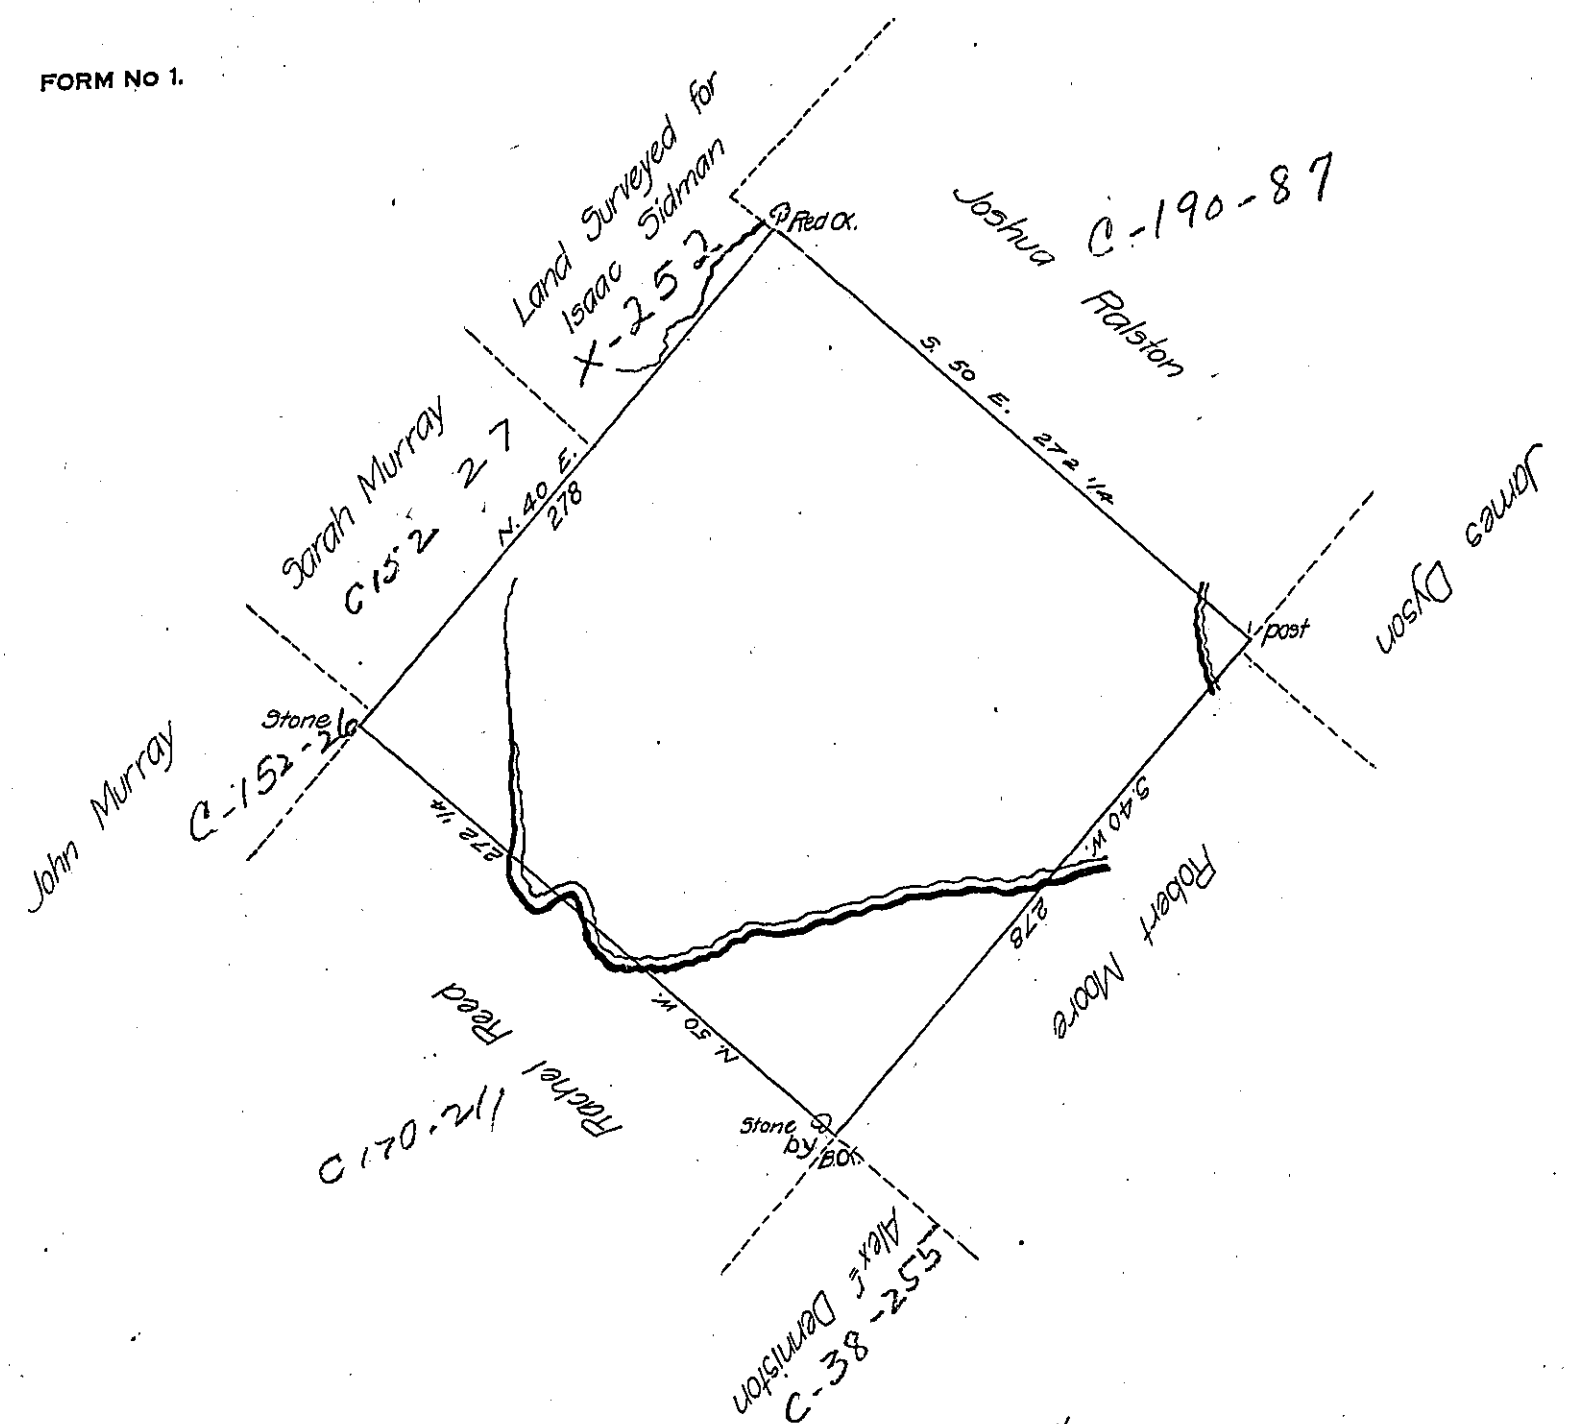 FORM No 1.
Land Surveyed for
Isaac Sidman
X-252
Red O.
Joshua Ralston
C-190-87
S. 50 E. 272 1/4
Sarah Murray
C152 27
N. 40 E.
278
James Dyson
post
Stone
John Murray
C-152-26
272 1/4
N. 50 W.
S. 40 W.
278
Robert Moore
Rachel Reed
C170-211
Stone
by
B.O.
Alexr Denniston
C-38-255